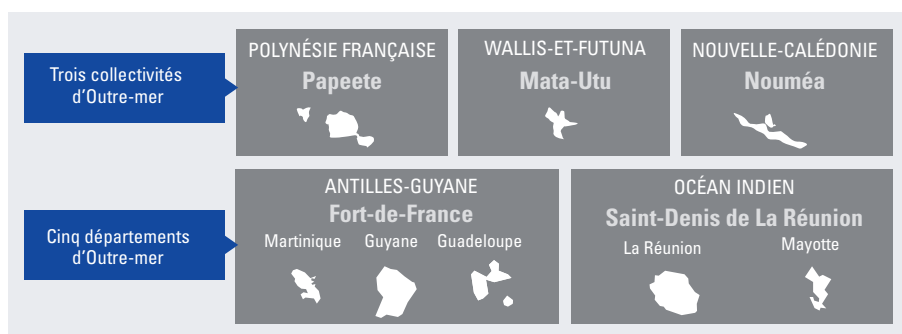 Trois collectivités
d'Outre-mer
POLYNÉSIE FRANÇAISE
Papeete
WALLIS-ET-FUTUNA
Mata-Utu
NOUVELLE-CALÉDONIE
Nouméa
Cinq départements
d'Outre-mer
ANTILLES-GUYANE
Fort-de-France
Martinique Guyane Guadeloupe
OCÉAN INDIEN
Saint-Denis de La Réunion
La Réunion Mayotte